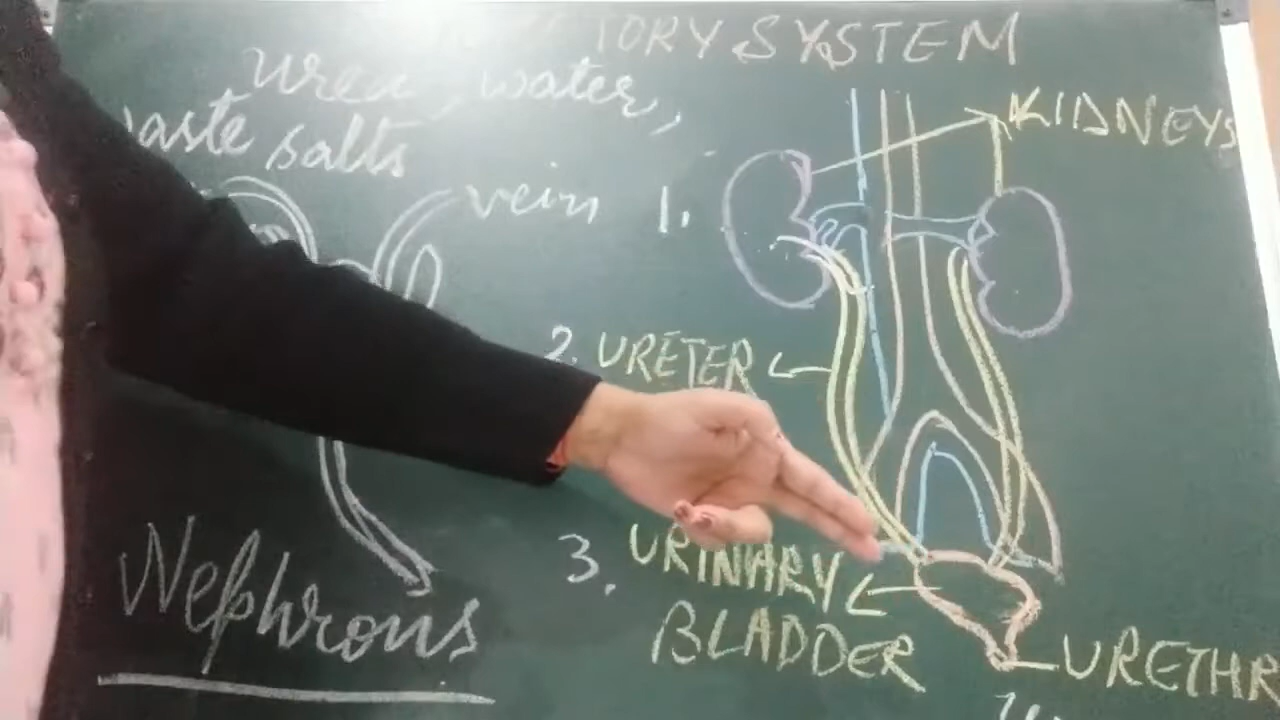 TORY SYSTEM
Urea, water,
waste salts
KIDNEYS
vein 1.
2. URETER
3. URINARY
BLADDER
URETHR
Nephrons